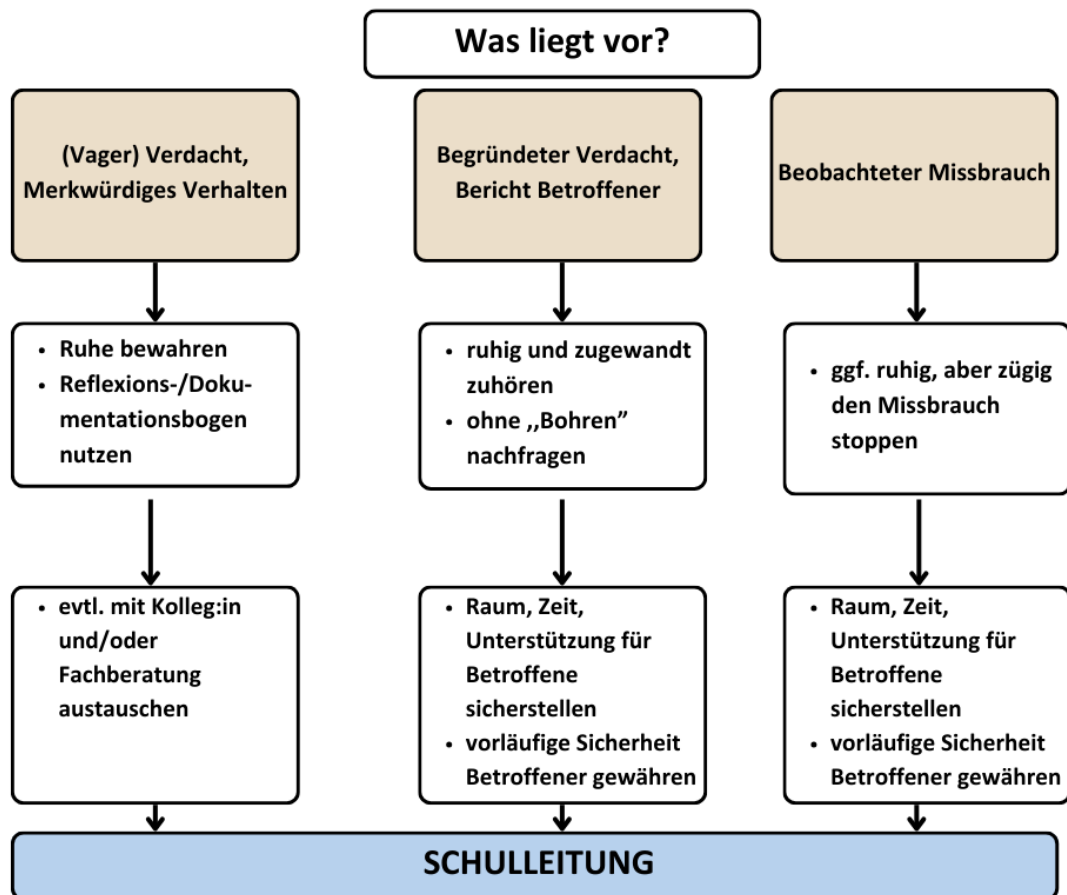 Was liegt vor?
(Vager) Verdacht,
Merkwürdiges Verhalten
Begründeter Verdacht,
Bericht Betroffener
Beobachteter Missbrauch
• Ruhe bewahren
• Reflexions-/Doku-
mentationsbogen
nutzen
• ruhig und zugewandt
zuhören
• ohne ,,Bohren”
nachfragen
• ggf. ruhig, aber zügig
den Missbrauch
stoppen
• evtl. mit Kolleg:in
und/oder
Fachberatung
austauschen
• Raum, Zeit,
Unterstützung für
Betroffene
sicherstellen
• vorläufige Sicherheit
Betroffener gewähren
• Raum, Zeit,
Unterstützung für
Betroffene
sicherstellen
• vorläufige Sicherheit
Betroffener gewähren
SCHULLEITUNG